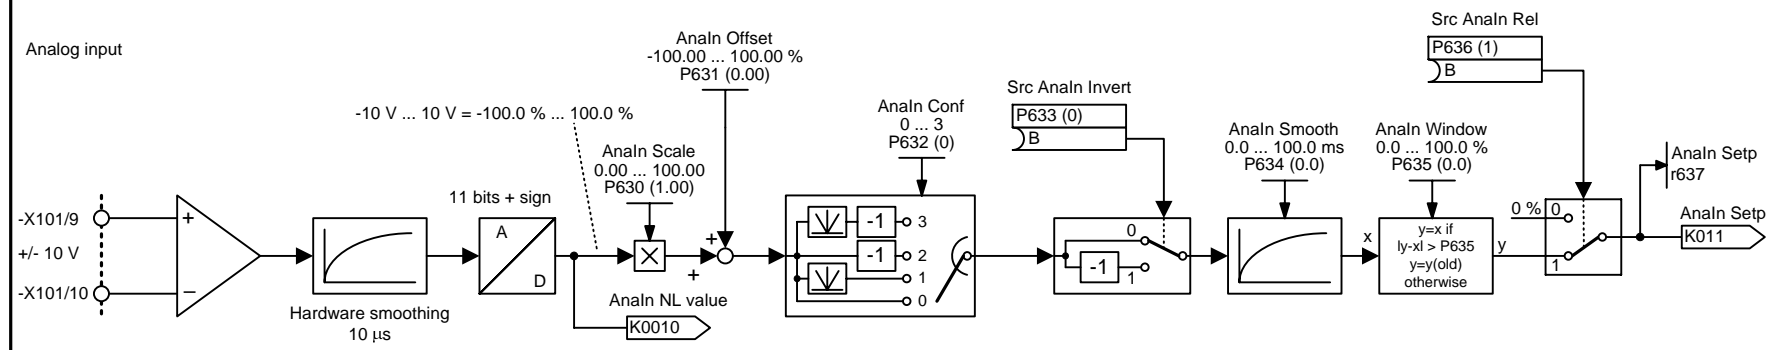 Analog input
-X101/9
+/- 10 V
-X101/10
+
–
Hardware smoothing
10 µs
11 bits + sign
A
D
-10 V ... 10 V = -100.0 % ... 100.0 %
AnaIn Scale
0.00 ... 100.00
P630 (1.00)
X
AnaIn NL value
K0010
AnaIn Offset
-100.00 ... 100.00 %
P631 (0.00)
+
+
AnaIn Conf
0 ... 3
P632 (0)
-1
3
-1
2
1
0
Src AnaIn Invert
P633 (0)
B
0
-1
1
AnaIn Smooth
0.0 ... 100.0 ms
P634 (0.0)
AnaIn Window
0.0 ... 100.0 %
P635 (0.0)
x
y=x if
Iy-xI > P635
y=y(old)
otherwise
y
Src AnaIn Rel
P636 (1)
B
0 %
0
1
AnaIn Setp
r637
AnaIn Setp
K011